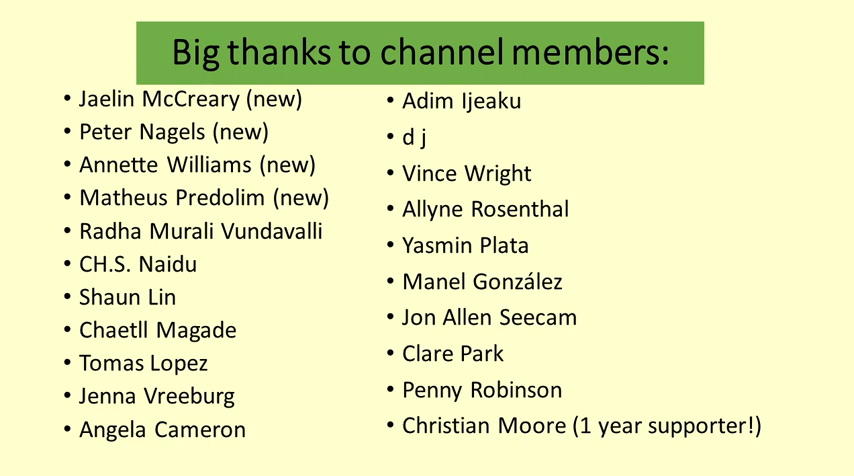 Big thanks to channel members:
• Jaelin McCreary (new)
• Peter Nagels (new)
• Annette Williams (new)
• Matheus Predolim (new)
• Radha Murali Vundavalli
• CH.S. Naidu
• Shaun Lin
• Chaetll Magade
• Tomas Lopez
• Jenna Vreeburg
• Angela Cameron
• Adim Ijeaku
• d j
• Vince Wright
• Allyne Rosenthal
• Yasmin Plata
• Manel González
• Jon Allen Seecam
• Clare Park
• Penny Robinson
• Christian Moore (1 year supporter!)